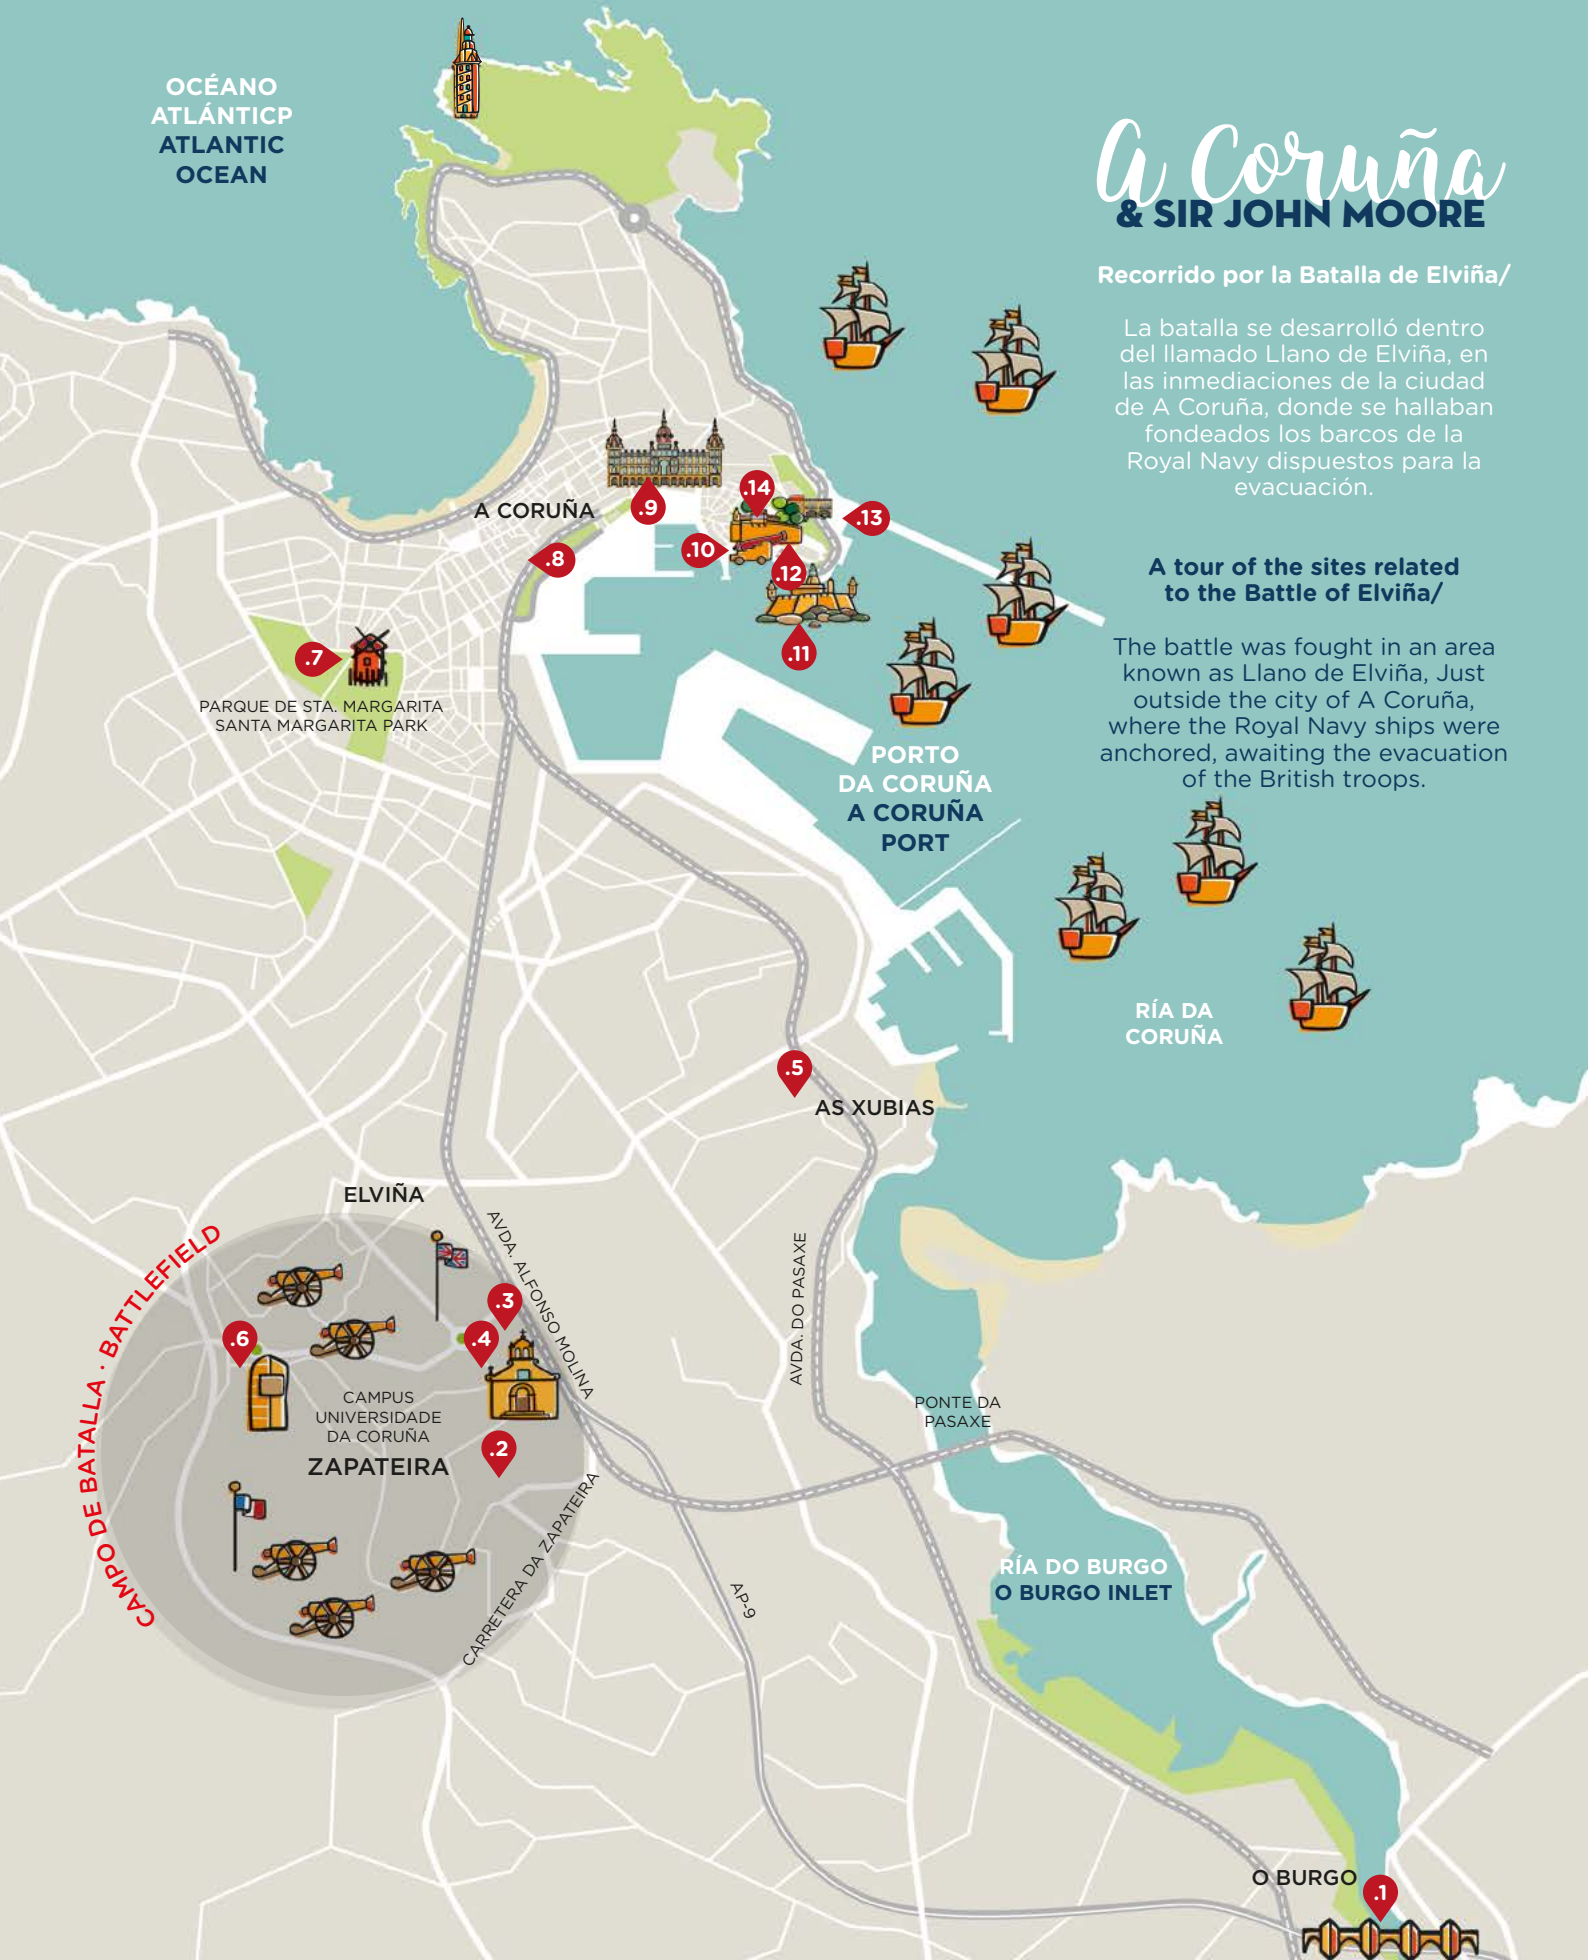 OCÉANO
ATLÁNTICP
ATLANTIC
OCEAN
A Coruña
& SIR JOHN MOORE
Recorrido por la Batalla de Elviña/
La batalla se desarrolló dentro
del llamado Llano de Elviña, en
las inmediaciones de la ciudad
de A Coruña, donde se hallaban
fondeados los barcos de la
Royal Navy dispuestos para la
evacuación.
A tour of the sites related
to the Battle of Elviña/
The battle was fought in an area
known as Llano de Elviña, Just
outside the city of A Coruña,
where the Royal Navy ships were
anchored, awaiting the evacuation
of the British troops.
A CORUÑA
.9
.14
.13
.10
.8
.12
.11
.7
PARQUE DE STA. MARGARITA
SANTA MARGARITA PARK
PORTO
DA CORUÑA
A CORUÑA
PORT
RÍA DA
CORUÑA
.5
AS XUBIAS
ELVIÑA
CAMPO DE BATALLA · BATTLEFIELD
AVDA. ALFONSO MOLINA
AVDA. DO PASAXE
.3
.4
.6
CAMPUS
UNIVERSIDADE
DA CORUÑA
ZAPATEIRA
.2
PONTE DA
PASAXE
CARRETERA DA ZAPATEIRA
AP-9
RÍA DO BURGO
O BURGO INLET
O BURGO
.1